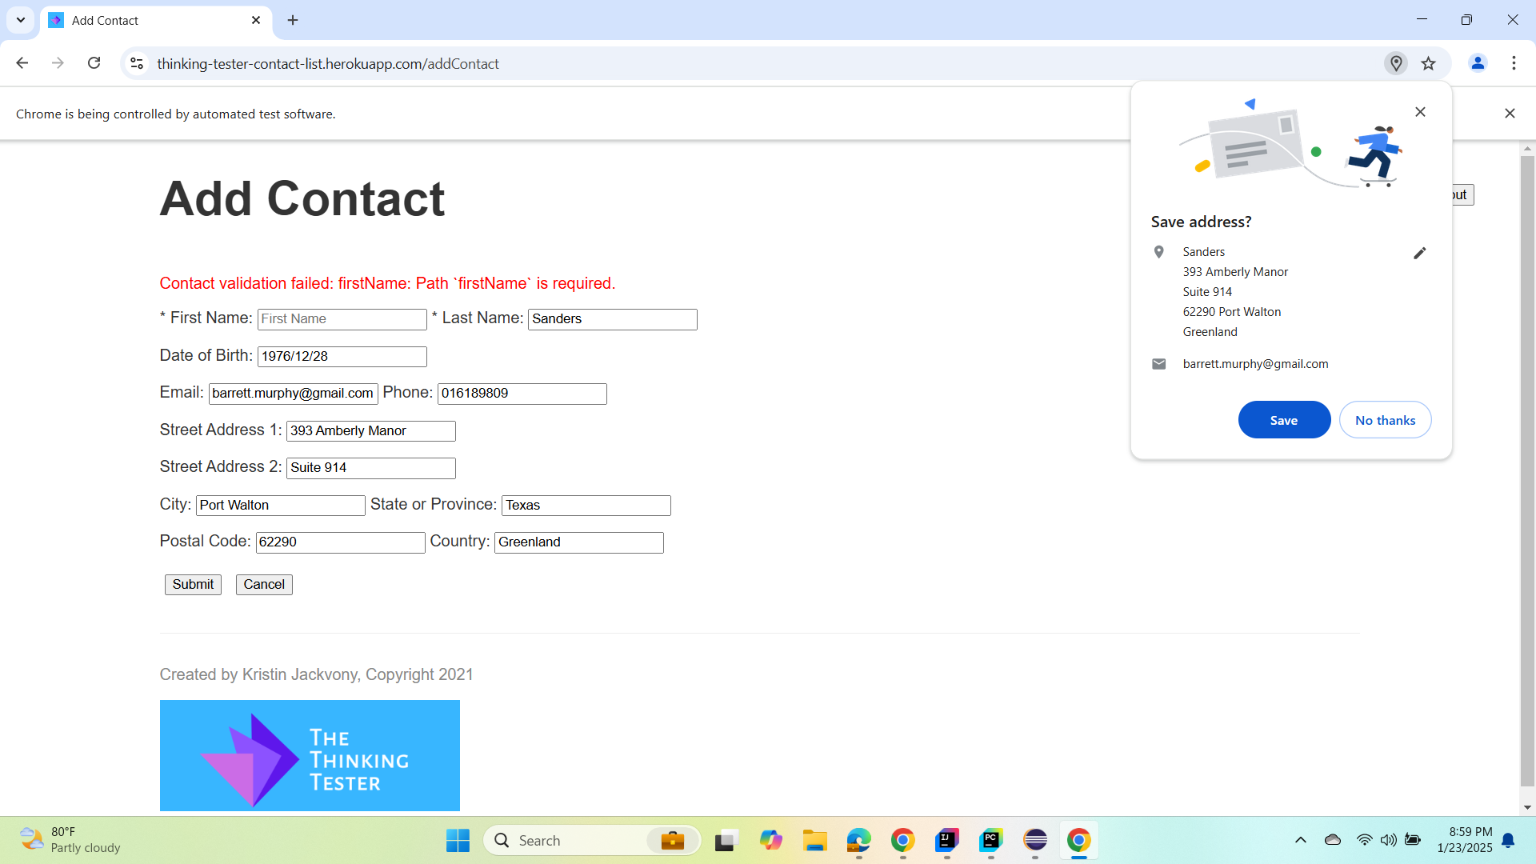 Add Contact
thinking-tester-contact-list.herokuapp.com/addContact
Chrome is being controlled by automated test software.
Add Contact
out
Contact validation failed: firstName: Path `firstName` is required.
* First Name: First Name * Last Name: Sanders
Date of Birth: 1976/12/28
Email: barrett.murphy@gmail.com Phone: 016189809
Street Address 1: 393 Amberly Manor
Street Address 2: Suite 914
City: Port Walton State or Province: Texas
Postal Code: 62290 Country: Greenland
Submit Cancel
Created by Kristin Jackvony, Copyright 2021
THE
THINKING
TESTER
Save address?
Sanders
393 Amberly Manor
Suite 914
62290 Port Walton
Greenland
barrett.murphy@gmail.com
Save No thanks
80°F
Partly cloudy
Search
IJ
PC
8:59 PM
1/23/2025